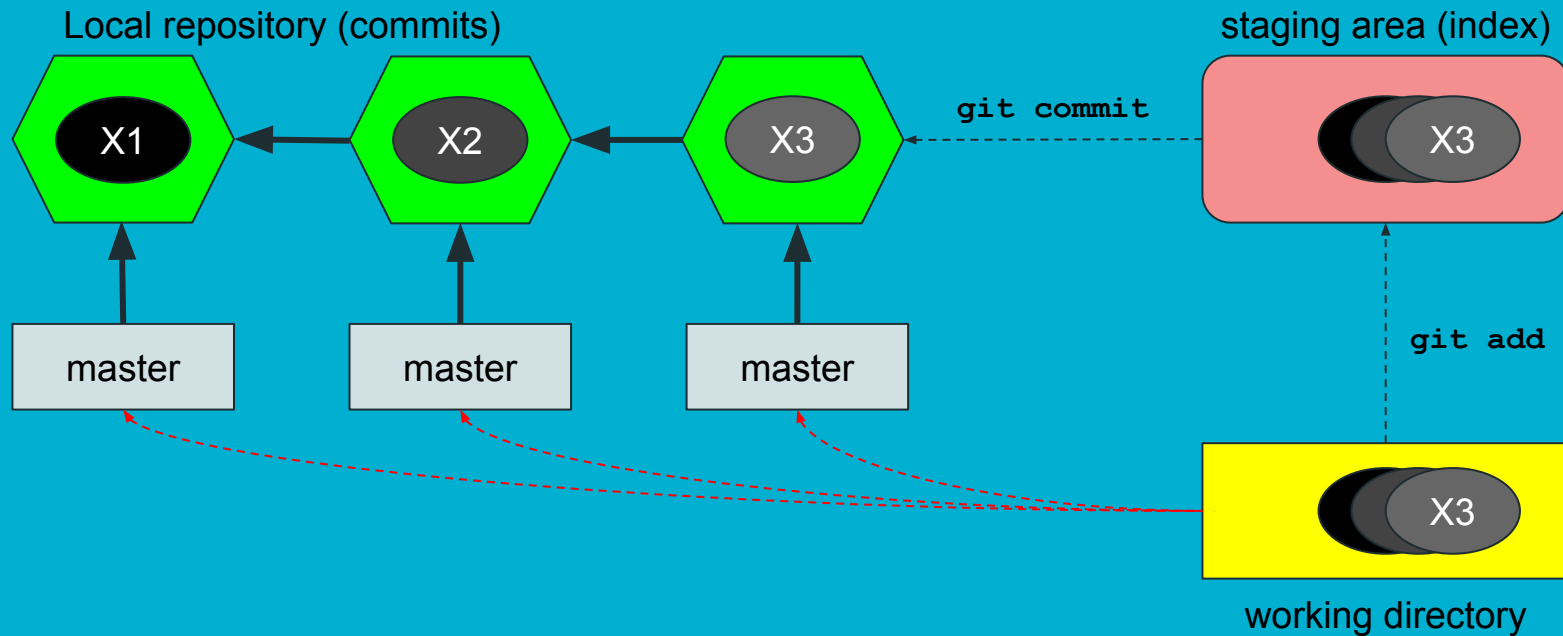 Local repository (commits)
staging area (index)
X1
X2
X3
git commit
X3
master
master
master
git add
X3
working directory